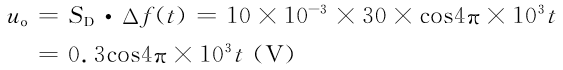 u_o = S_D · Δf(t) = 10 × 10^{-3} × 30 × cos4π × 10^3 t
= 0.3cos4π × 10^3 t (V)